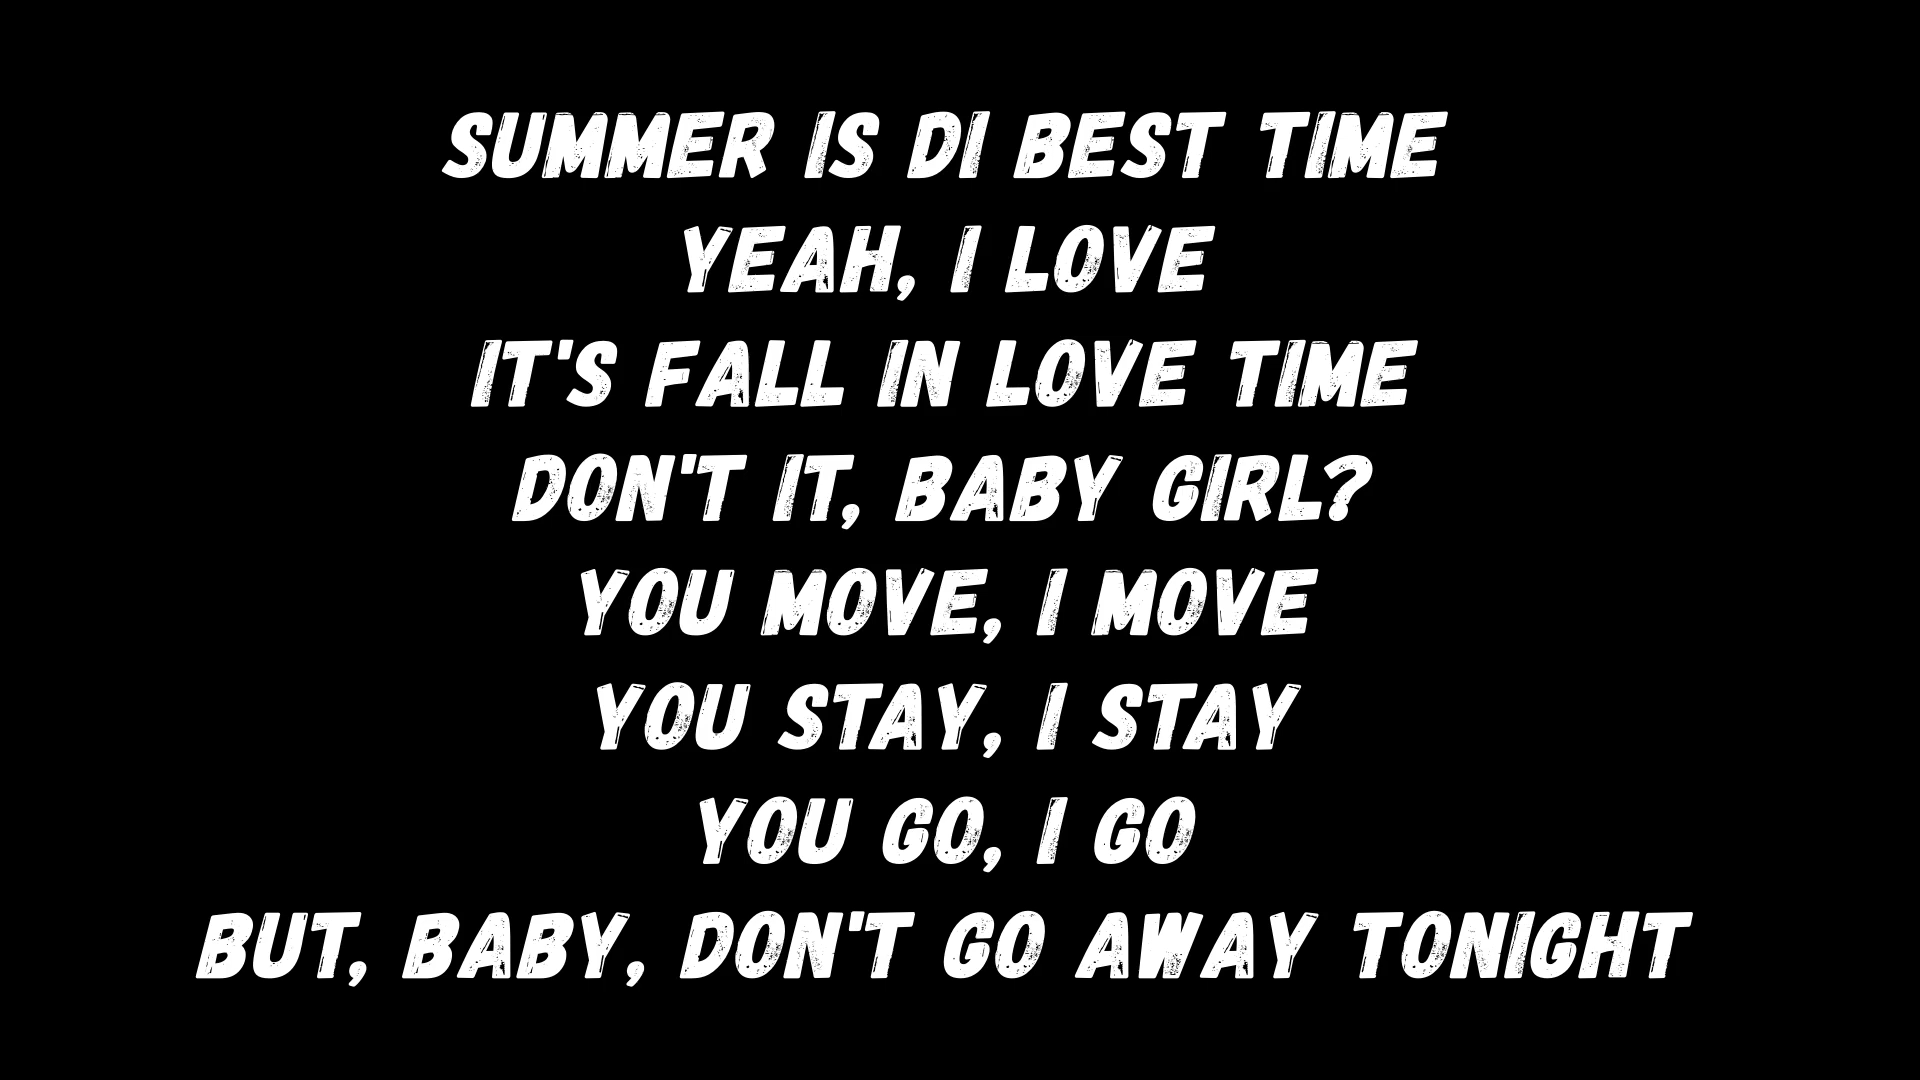 SUMMER IS DI BEST TIME
YEAH, I LOVE
IT'S FALL IN LOVE TIME
DON'T IT, BABY GIRL?
YOU MOVE, I MOVE
YOU STAY, I STAY
YOU GO, I GO
BUT, BABY, DON'T GO AWAY TONIGHT